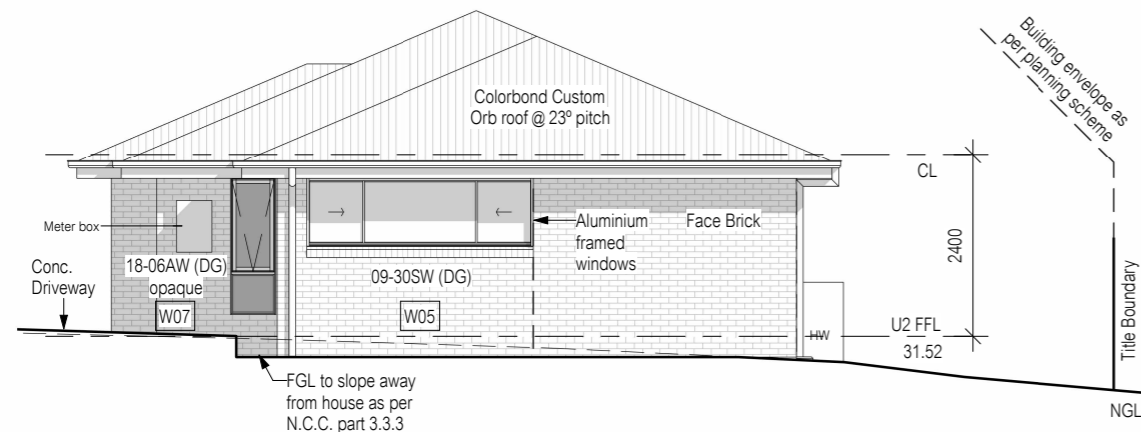 Colorbond Custom
Orb roof @ 23º pitch
Building envelope as
per planning scheme
CL
Meter box
Aluminium
framed
windows
Face Brick
2400
Conc.
Driveway
18-06AW (DG)
opaque
W07
09-30SW (DG)
W05
HW
U2 FFL
31.52
Title Boundary
FGL to slope away
from house as per
N.C.C. part 3.3.3
NGL